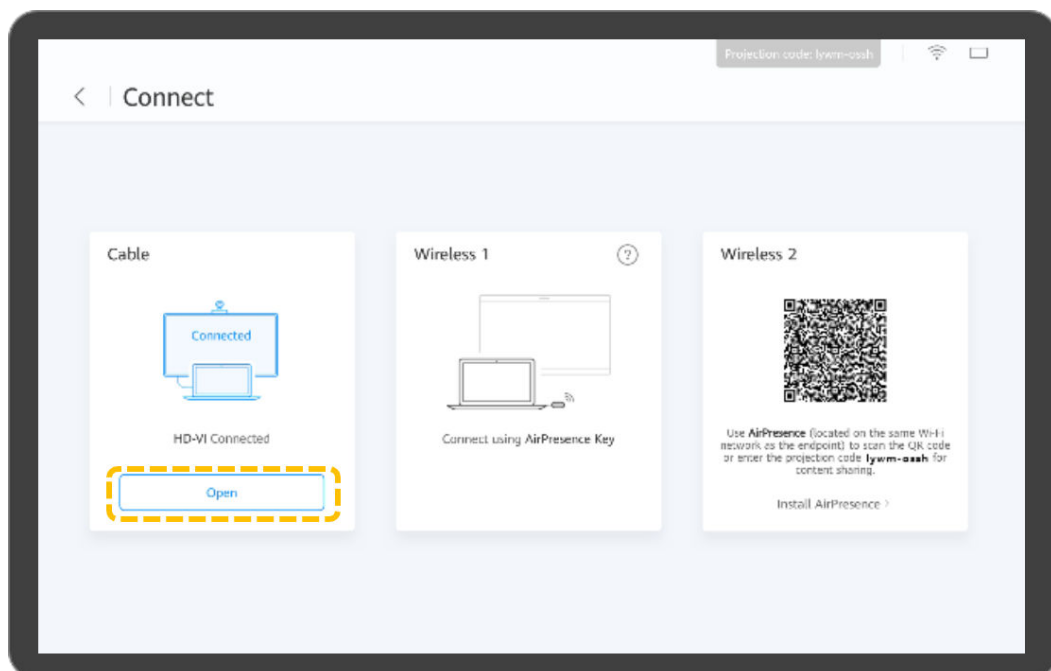 Projection code: lywm-ossh
Connect
Cable
Connected
HD-VI Connected
Open
Wireless 1
?
Connect using AirPresence Key
Wireless 2
Use AirPresence (located on the same Wi-Fi
network as the endpoint) to scan the QR code
or enter the projection code lywm-ossh for
content sharing.
Install AirPresence >